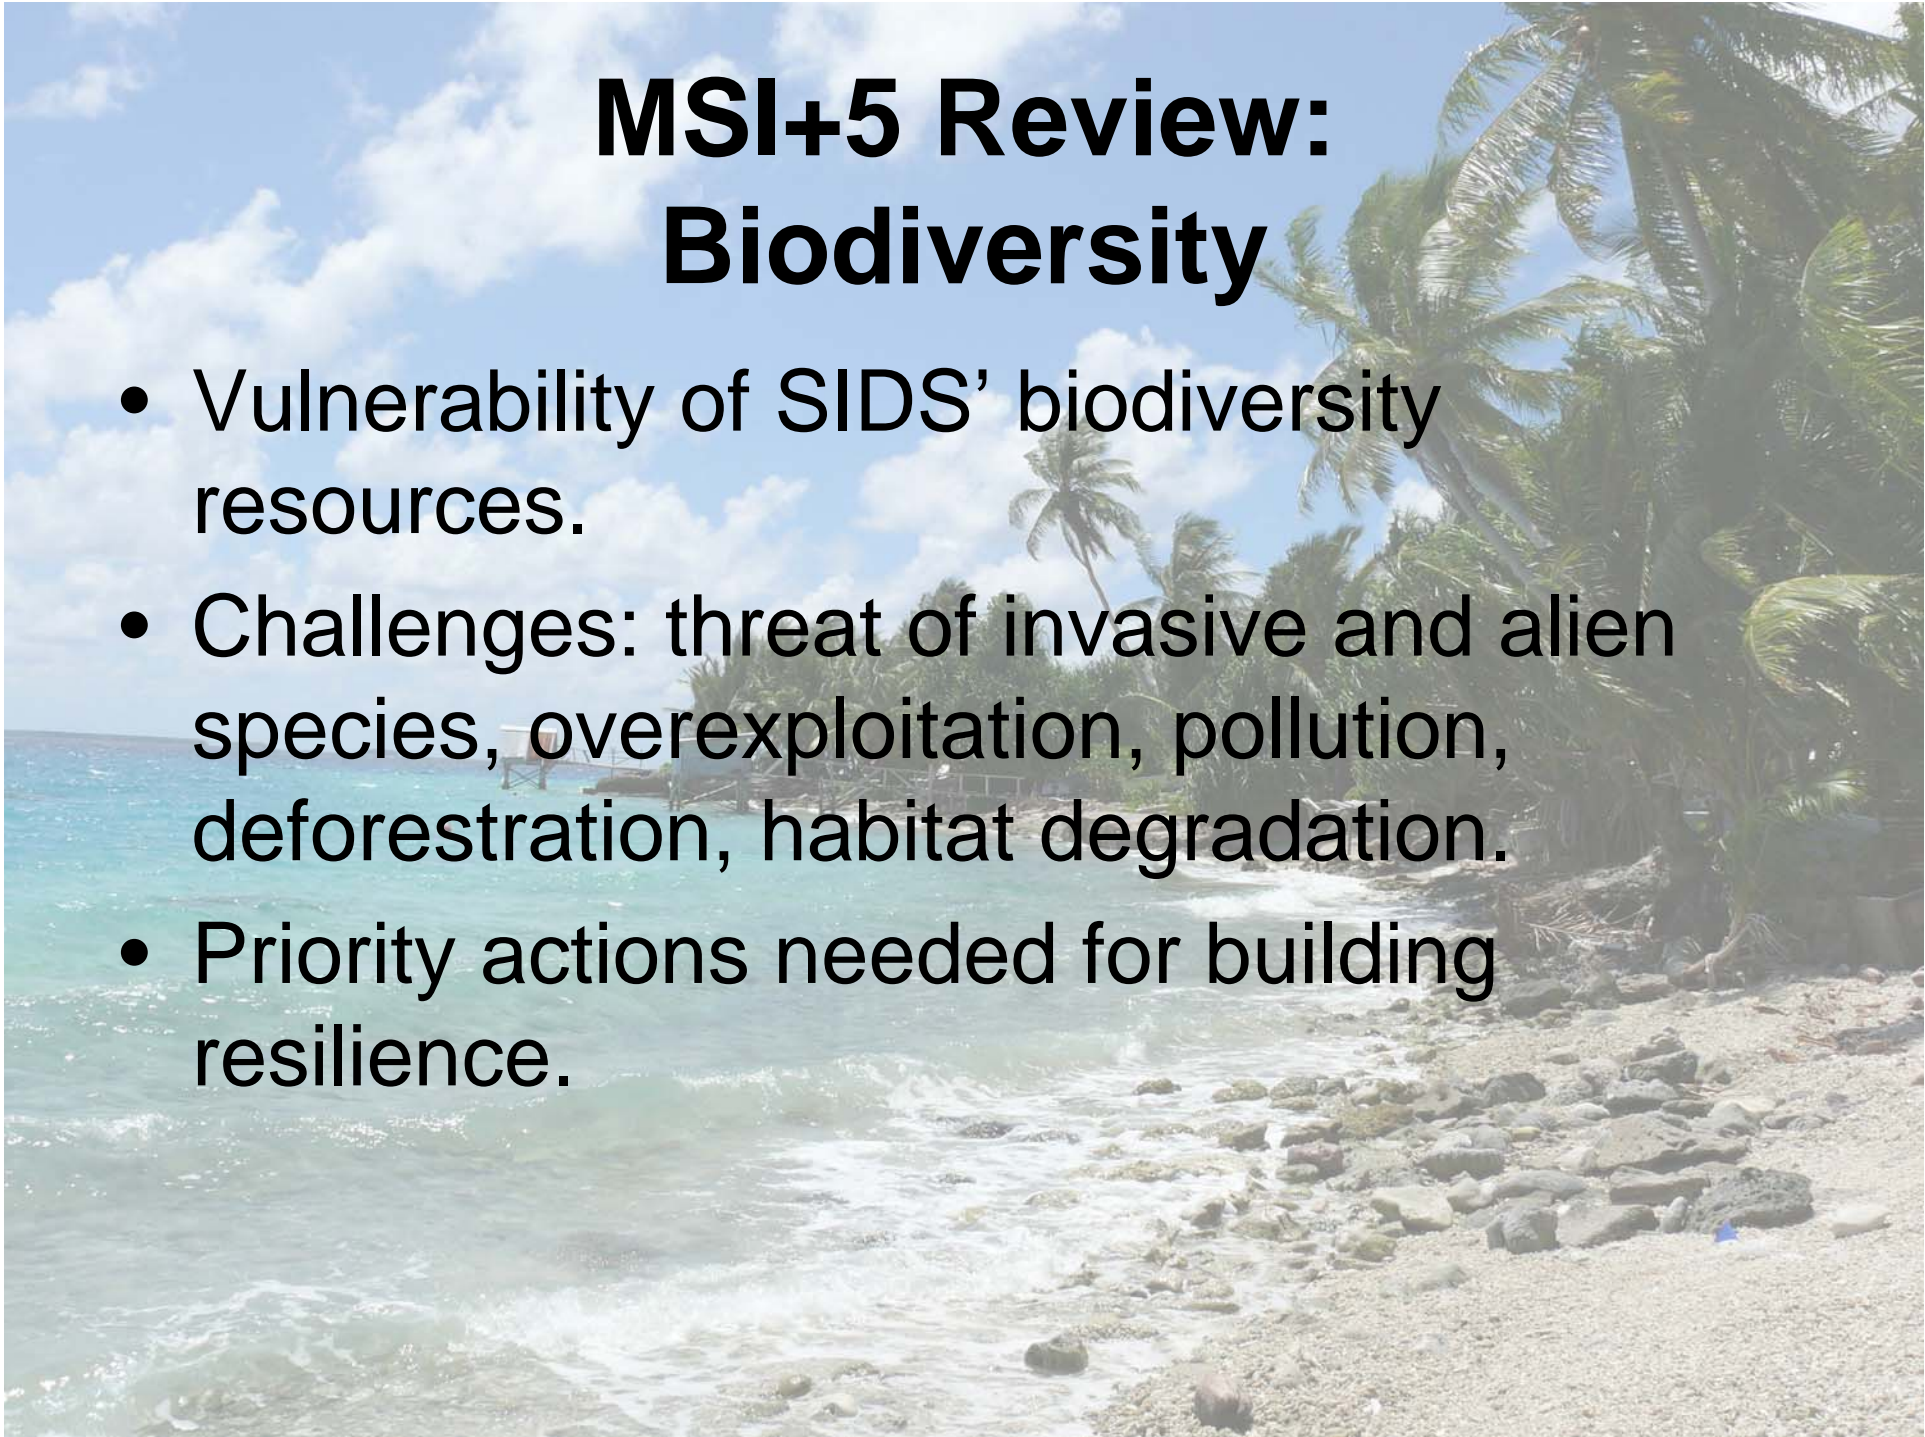 MSI+5 Review:
Biodiversity
• Vulnerability of SIDS’ biodiversity
resources.
• Challenges: threat of invasive and alien
species, overexploitation, pollution,
deforestration, habitat degradation.
• Priority actions needed for building
resilience.